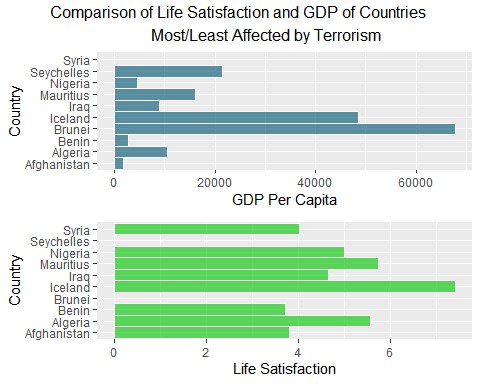 Comparison of Life Satisfaction and GDP of Countries
Most/Least Affected by Terrorism
Country
Syria
Seychelles
Nigeria
Mauritius
Iraq
Iceland
Brunei
Benin
Algeria
Afghanistan
0 20000 40000 60000
GDP Per Capita
Country
Syria
Seychelles
Nigeria
Mauritius
Iraq
Iceland
Brunei
Benin
Algeria
Afghanistan
0 2 4 6
Life Satisfaction